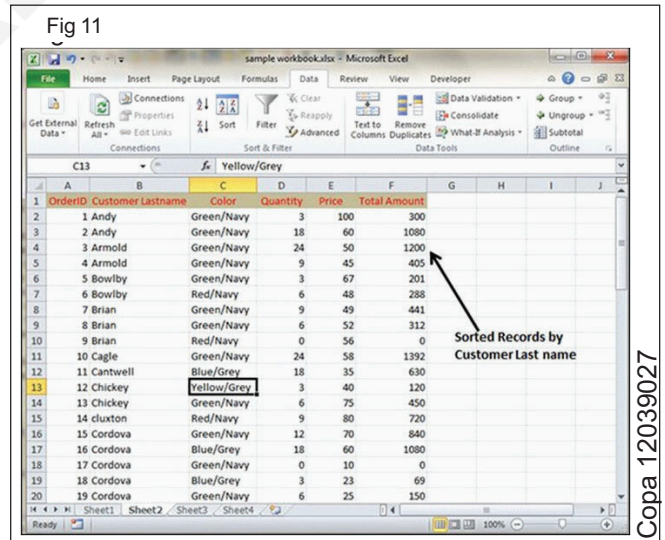 Fig 11
sample workbook.xlsx - Microsoft Excel
File Home Insert Page Layout Formulas Data Review View Developer
Get External Data
Refresh All
Connections
Properties
Edit Links
Connections
Sort
Filter
Clear
Reapply
Advanced
Sort & Filter
Text to Columns
Remove Duplicates
Data Validation
Consolidate
What-If Analysis
Data Tools
Group
Ungroup
Subtotal
Outline
C13 fx Yellow/Grey
A B C D E F G H I J
1 OrderID Customer Lastname Color Quantity Price Total Amount
2 1 Andy Green/Navy 3 100 300
3 2 Andy Green/Navy 18 60 1080
4 3 Armold Green/Navy 24 50 1200
5 4 Armold Green/Navy 9 45 405
6 5 Bowlby Green/Navy 3 67 201
7 6 Bowlby Red/Navy 6 48 288
8 7 Brian Green/Navy 9 49 441
9 8 Brian Green/Navy 6 52 312
10 9 Brian Red/Navy 0 56 0
11 10 Cagle Green/Navy 24 58 1392
12 11 Cantwell Blue/Grey 18 35 630
13 12 Chickey Yellow/Grey 3 40 120
14 13 Chickey Green/Navy 6 75 450
15 14 cluxton Red/Navy 9 80 720
16 15 Cordova Green/Navy 12 70 840
17 16 Cordova Blue/Grey 18 60 1080
18 17 Cordova Green/Navy 0 10 0
19 18 Cordova Blue/Grey 3 23 69
20 19 Cordova Green/Navy 6 25 150
Sorted Records by
Customer Last name
Sheet1 Sheet2 Sheet3 Sheet4
Ready 100%
Copa 12039027